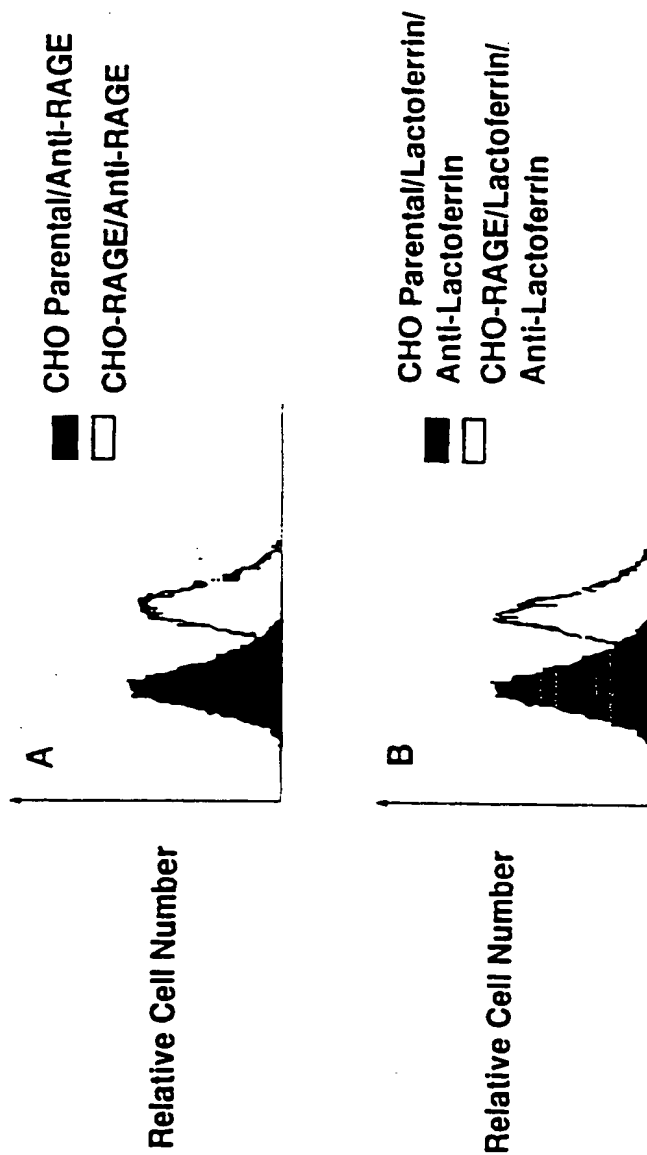 A
Relative Cell Number
CHO Parental/Anti-RAGE
CHO-RAGE/Anti-RAGE
B
Relative Cell Number
CHO Parental/Lactoferrin/
Anti-Lactoferrin
CHO-RAGE/Lactoferrin/
Anti-Lactoferrin